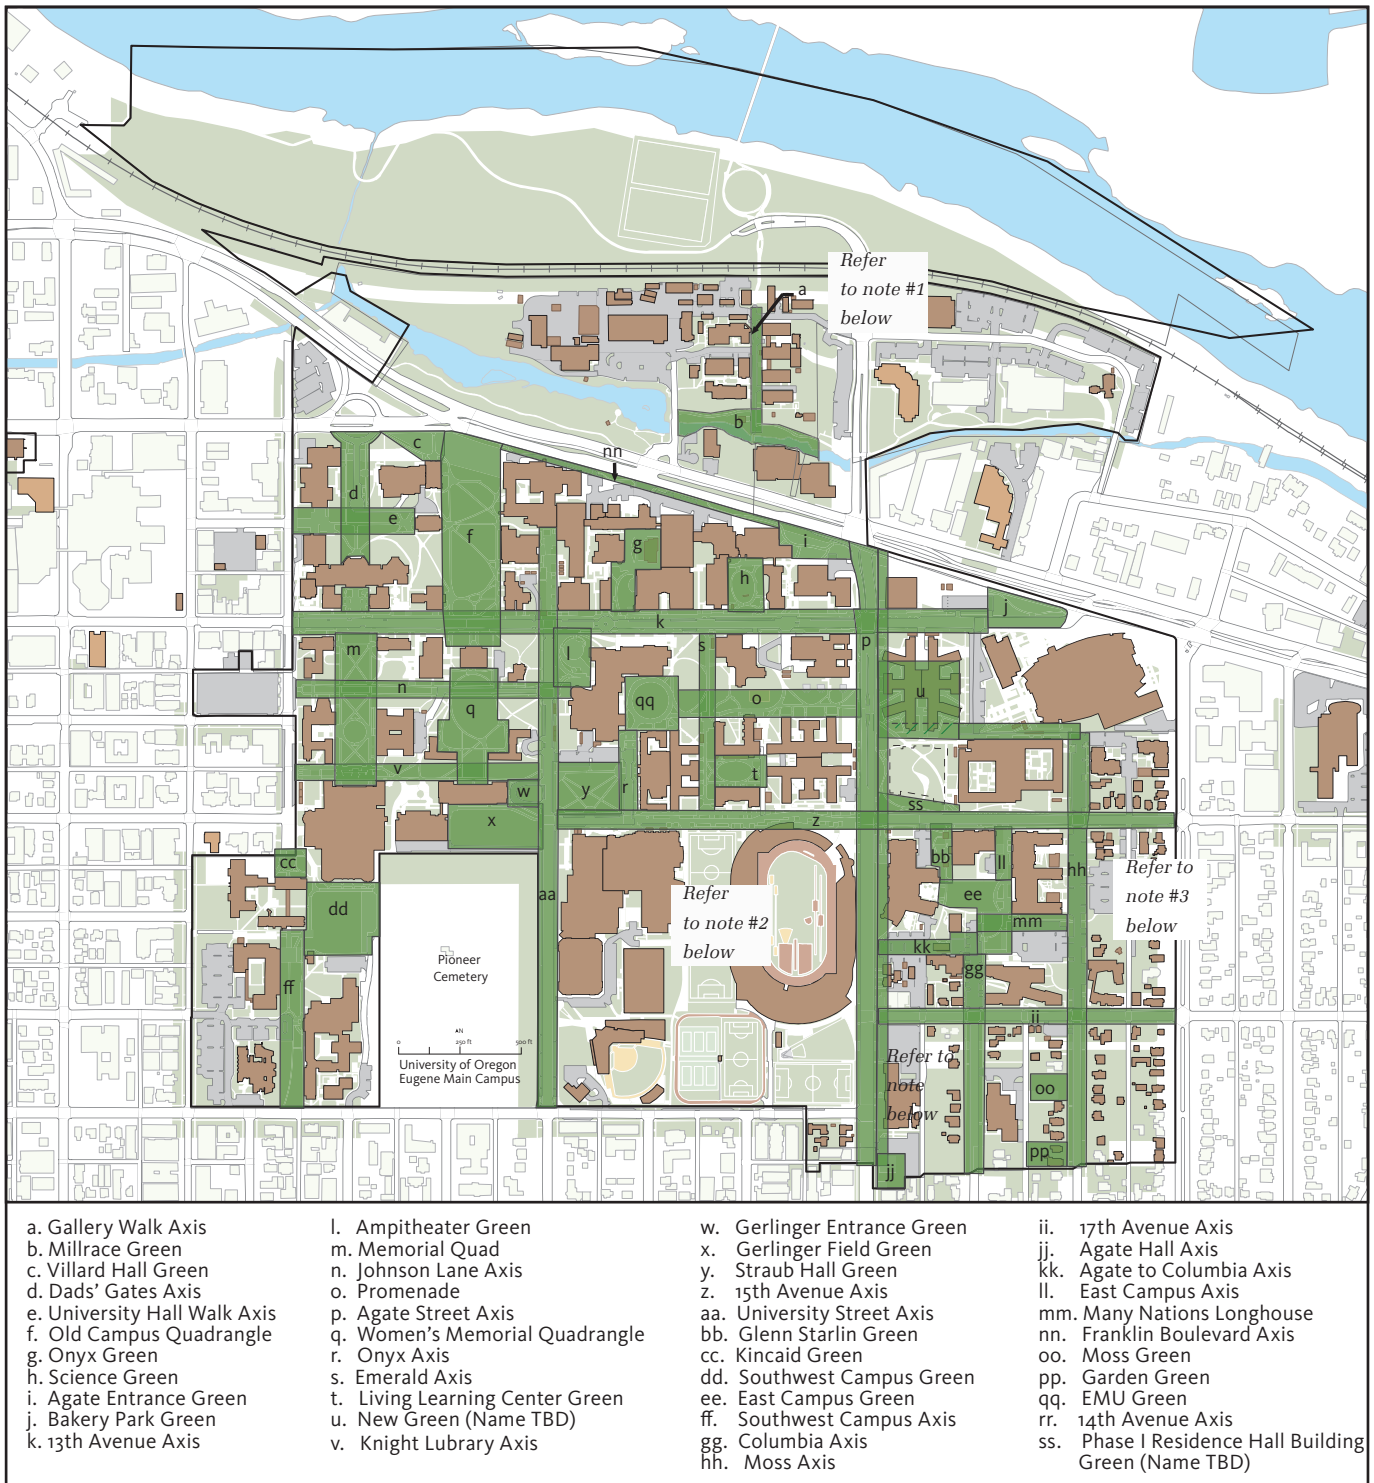 Refer
to note #1
below
a
b
c
nn
d
e
f
g
h
i
j
k
l
m
n
o
p
q
qq
r
s
t
u
v
w
x
y
z
ss
aa
bb
ll
hh
cc
dd
ee
mm
kk
gg
ff
ii
oo
pp
jj
Refer
to note #2
below
Refer to
note #3
below
Refer to
note
below
Pioneer
Cemetery
N
0 250 ft 500 ft
University of Oregon
Eugene Main Campus
a. Gallery Walk Axis
b. Millrace Green
c. Villard Hall Green
d. Dads' Gates Axis
e. University Hall Walk Axis
f. Old Campus Quadrangle
g. Onyx Green
h. Science Green
i. Agate Entrance Green
j. Bakery Park Green
k. 13th Avenue Axis
l. Ampitheater Green
m. Memorial Quad
n. Johnson Lane Axis
o. Promenade
p. Agate Street Axis
q. Women's Memorial Quadrangle
r. Onyx Axis
s. Emerald Axis
t. Living Learning Center Green
u. New Green (Name TBD)
v. Knight Lubrary Axis
w. Gerlinger Entrance Green
x. Gerlinger Field Green
y. Straub Hall Green
z. 15th Avenue Axis
aa. University Street Axis
bb. Glenn Starlin Green
cc. Kincaid Green
dd. Southwest Campus Green
ee. East Campus Green
ff. Southwest Campus Axis
gg. Columbia Axis
hh. Moss Axis
ii. 17th Avenue Axis
jj. Agate Hall Axis
kk. Agate to Columbia Axis
ll. East Campus Axis
mm. Many Nations Longhouse
nn. Franklin Boulevard Axis
oo. Moss Green
pp. Garden Green
qq. EMU Green
rr. 14th Avenue Axis
ss. Phase I Residence Hall Building
Green (Name TBD)